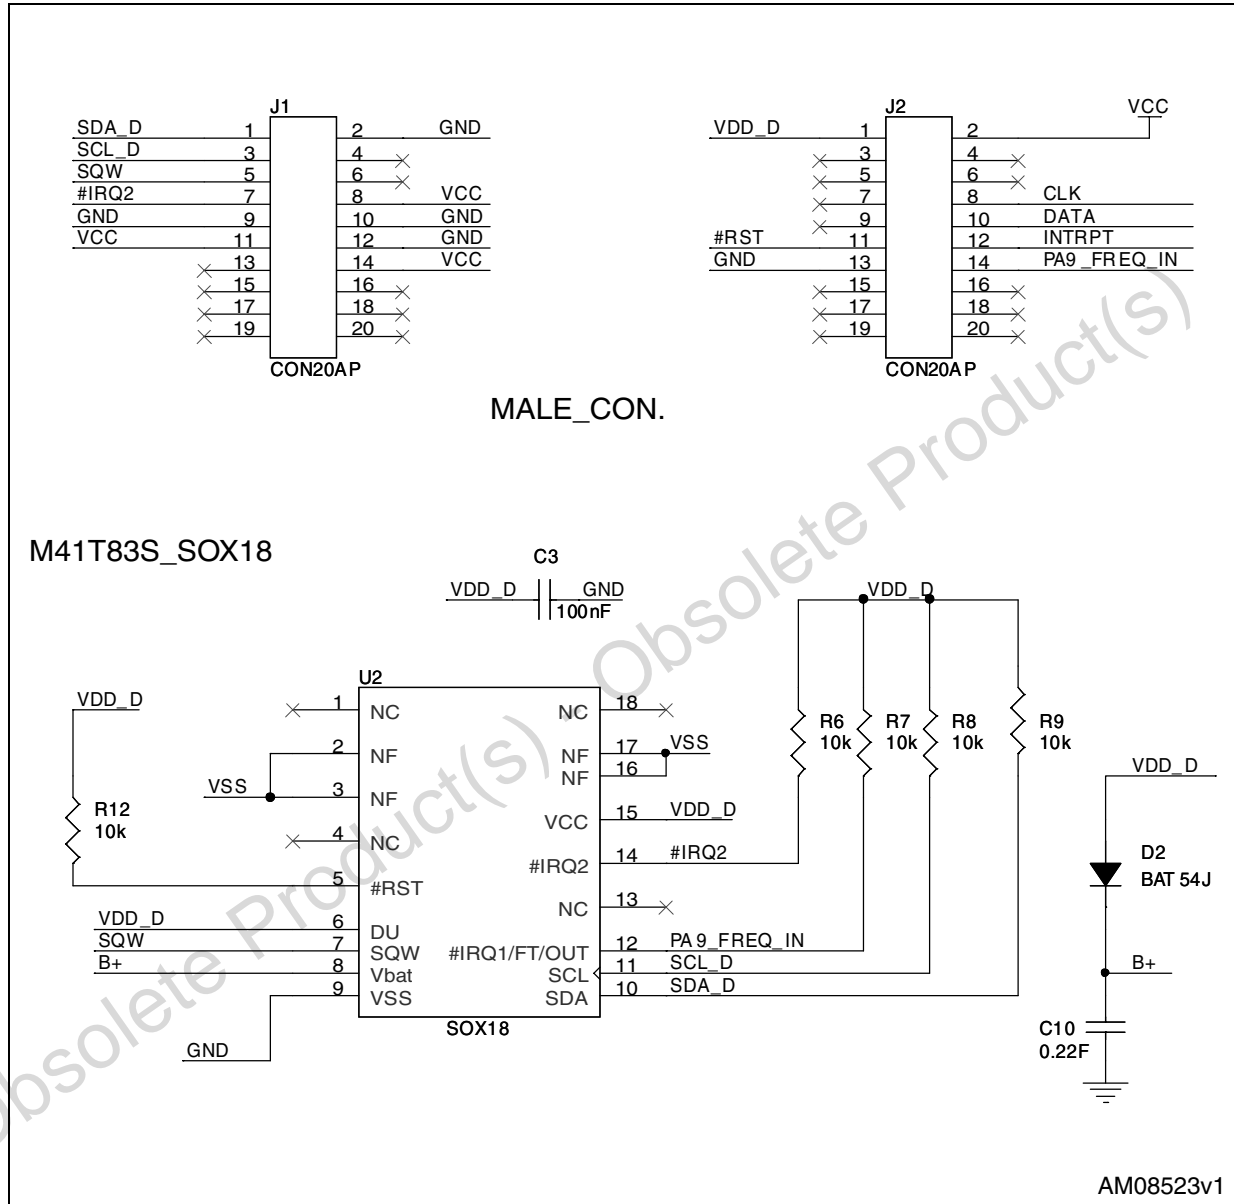 J1
SDA_D 1 2 GND
SCL_D 3 4
SQW 5 6
#IRQ2 7 8 VCC
GND 9 10 GND
VCC 11 12 GND
13 14 VCC
15 16
17 18
19 20
CON20AP
J2 VCC
VDD_D 1 2
3 4
5 6
7 8 CLK
9 10 DATA
#RST 11 12 INTRPT
GND 13 14 PA9_FREQ_IN
15 16
17 18
19 20
CON20AP
MALE_CON.
M41T83S_SOX18
C3
VDD_D GND
100nF
U2
1 NC NC 18
2 NF NF 17 VSS
NF 16
VSS 3 NF
VCC 15 VDD_D
4 NC
#IRQ2 14 #IRQ2
5 #RST
NC 13
VDD_D 6 DU
SQW 7 SQW #IRQ1/FT/OUT 12 PA9_FREQ_IN
B+ 8 Vbat SCL 11 SCL_D
9 VSS SDA 10 SDA_D
SOX18
GND
VDD_D
R12
10k
VDD_D
R6 R7 R8 R9
10k 10k 10k 10k
VDD_D
D2
BAT 54J
B+
C10
0.22F
Obsolete Product(s) - Obsolete Product(s)
AM08523v1